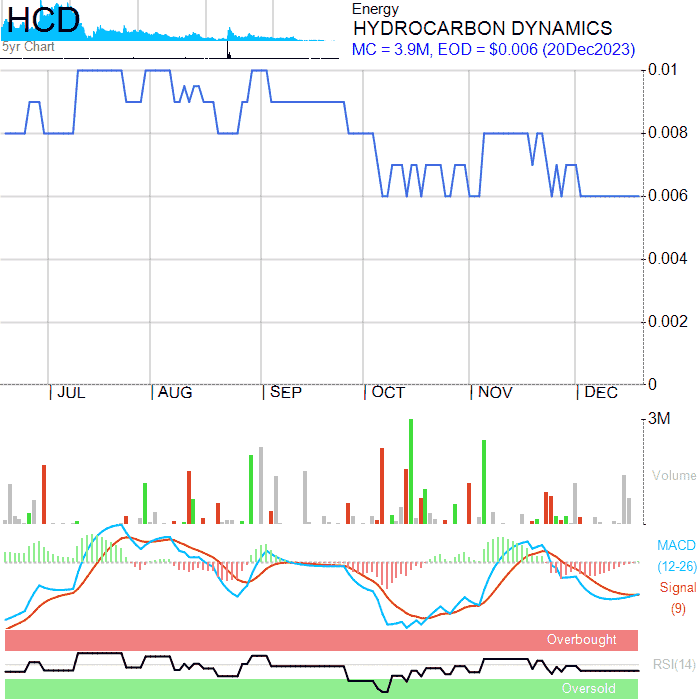 HCD
5yr Chart
Energy
HYDROCARBON DYNAMICS
MC = 3.9M, EOD = $0.006 (20Dec2023)
0.01
0.008
0.006
0.004
0.002
0
JUL AUG SEP OCT NOV DEC
3M
Volume
MACD
(12-26)
Signal
(9)
Overbought
RSI(14)
Oversold